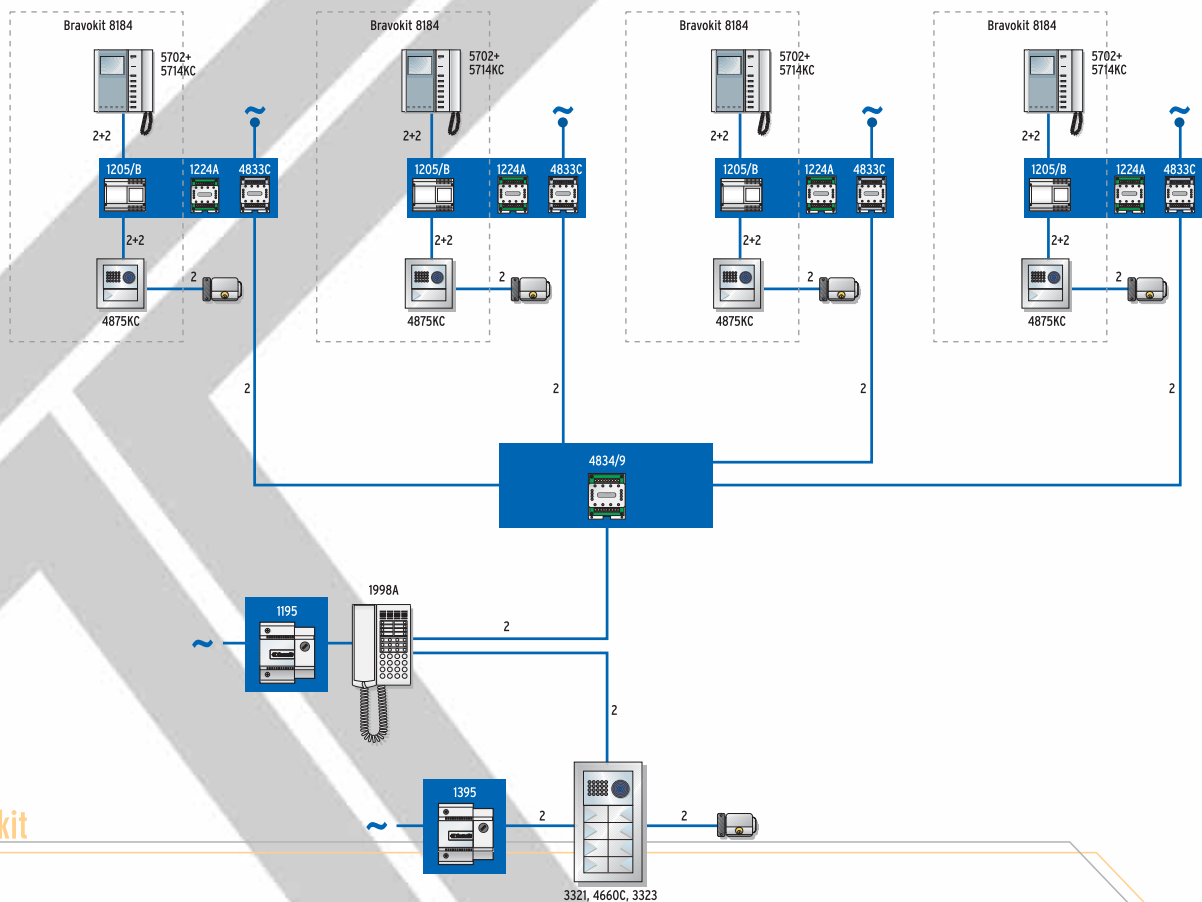 Bravokit 8184
Bravokit 8184
Bravokit 8184
Bravokit 8184
5702+
5714KC
5702+
5714KC
5702+
5714KC
5702+
5714KC
~
~
~
~
2+2
2+2
2+2
2+2
1205/B 1224A 4833C
1205/B 1224A 4833C
1205/B 1224A 4833C
1205/B 1224A 4833C
2+2
2+2
2+2
2+2
2
2
2
2
4875KC
4875KC
4875KC
4875KC
2
2
2
2
4834/9
1998A
1195
~
2
2
1395
~
2
2
kit
3321, 4660C, 3323